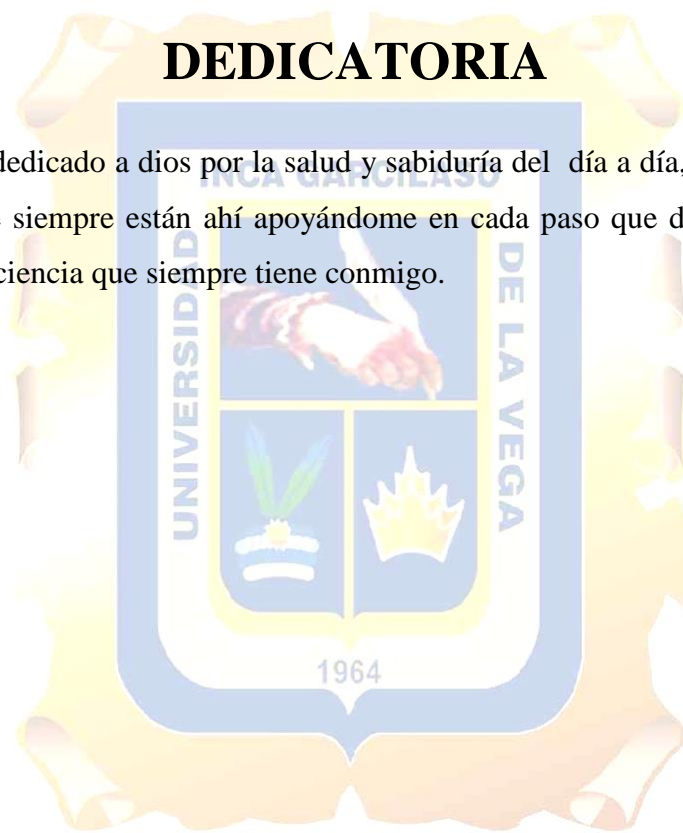 DEDICATORIA
dedicado a dios por la salud y sabiduría del día a día,
siempre están ahí apoyándome en cada paso que d
ciencia que siempre tiene conmigo.
INCA GARCILASO
UNIVERSIDAD
DE LA VEGA
1964